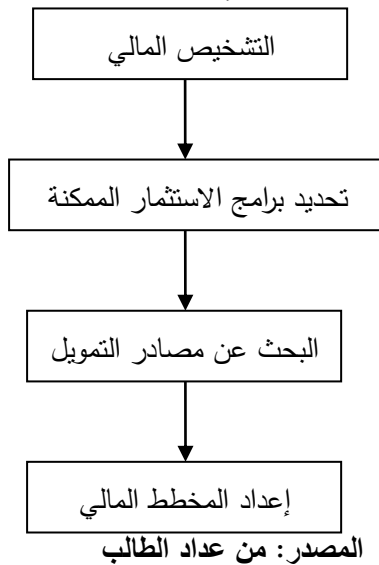 التشخيص المالي
تحديد برامج الاستثمار الممكنة
البحث عن مصادر التمويل
إعداد المخطط المالي
المصدر: من عداد الطالب